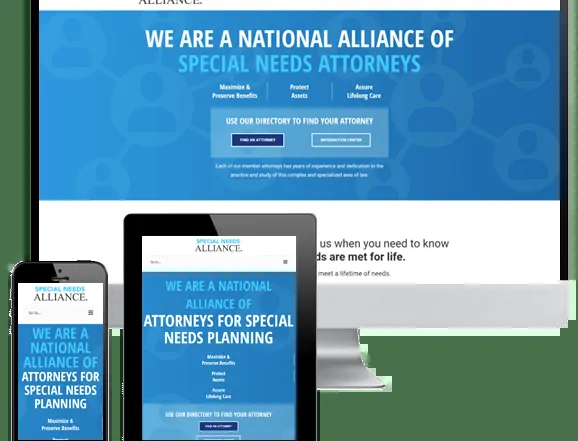 ALLIANCE.
WE ARE A NATIONAL ALLIANCE OF
SPECIAL NEEDS ATTORNEYS
Maximize &
Preserve Benefits
Protect
Assets
Assure
Lifelong Care
USE OUR DIRECTORY TO FIND YOUR ATTORNEY
FIND AN ATTORNEY
INFORMATION CENTER
Each of our member attorneys has years of experience and dedication to the
practice and study of this complex and specialized area of law
us when you need to know
ds are met for life.
meet a lifetime of needs.
SPECIAL NEEDS
ALLIANCE.
Go to...
WE ARE A NATIONAL
ALLIANCE OF
ATTORNEYS FOR SPECIAL
NEEDS PLANNING
Maximize &
Preserve Benefits
Protect
Assets
Assure
Lifelong Care
USE OUR DIRECTORY TO FIND YOUR ATTORNEY
FIND AN ATTORNEY
SPECIAL NEEDS
ALLIANCE.
Go to...
WE ARE A
NATIONAL
ALLIANCE OF
ATTORNEYS FOR
SPECIAL NEEDS
PLANNING
Maximize &
Preserve Benefits